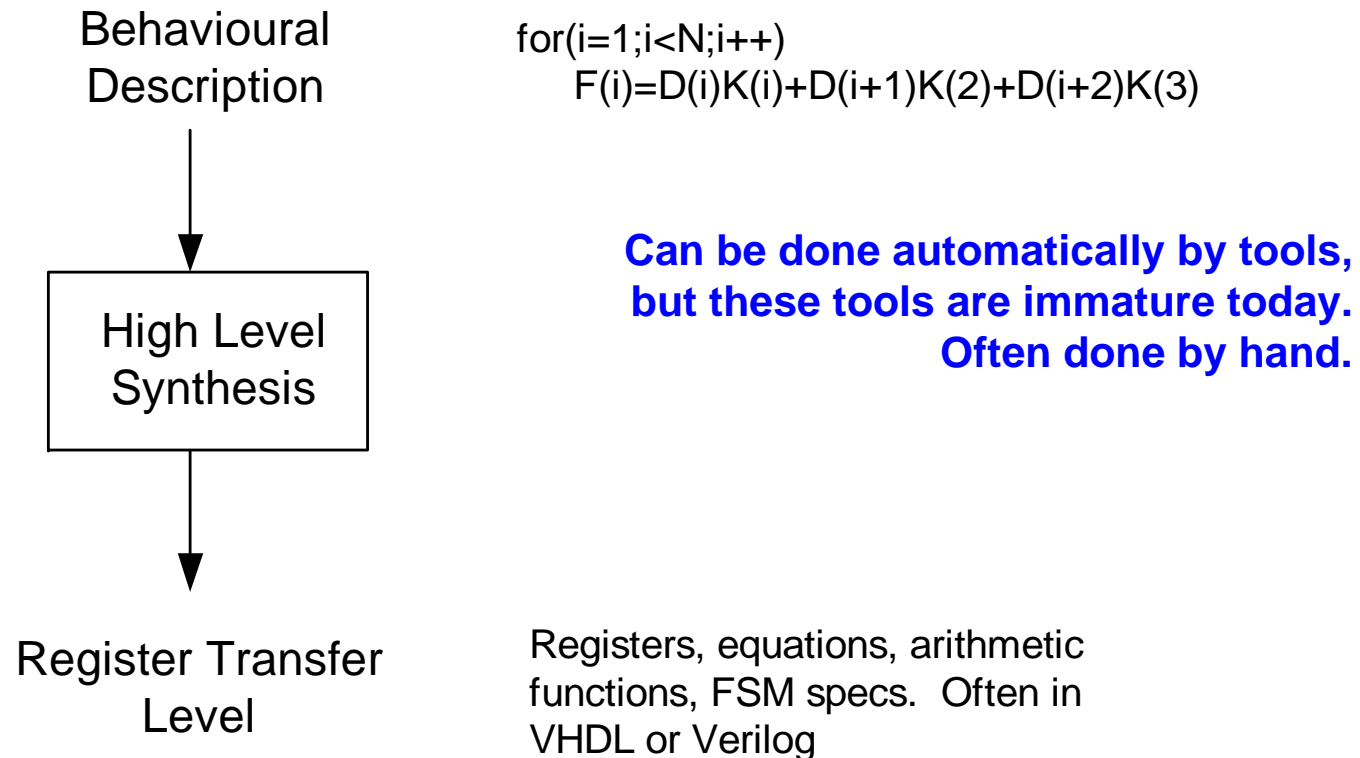 Behavioural
Description
for(i=1;i<N;i++)
F(i)=D(i)K(i)+D(i+1)K(2)+D(i+2)K(3)
Can be done automatically by tools,
but these tools are immature today.
Often done by hand.
High Level
Synthesis
Register Transfer
Level
Registers, equations, arithmetic
functions, FSM specs. Often in
VHDL or Verilog